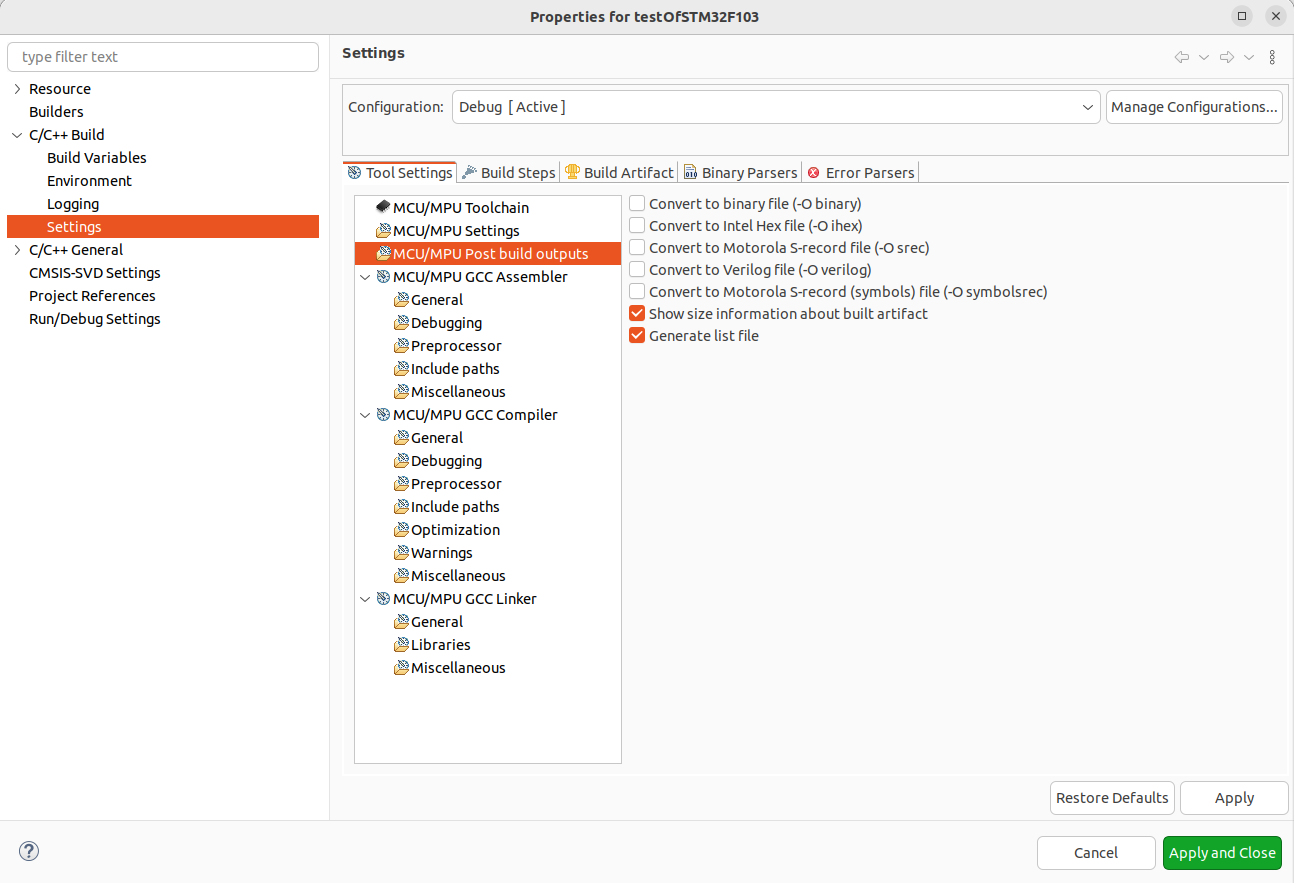 Properties for testOfSTM32F103
type filter text
Resource
Builders
C/C++ Build
Build Variables
Environment
Logging
Settings
C/C++ General
CMSIS-SVD Settings
Project References
Run/Debug Settings
Settings
Configuration: Debug [ Active ] Manage Configurations...
Tool Settings Build Steps Build Artifact Binary Parsers Error Parsers
MCU/MPU Toolchain
MCU/MPU Settings
MCU/MPU Post build outputs
MCU/MPU GCC Assembler
General
Debugging
Preprocessor
Include paths
Miscellaneous
MCU/MPU GCC Compiler
General
Debugging
Preprocessor
Include paths
Optimization
Warnings
Miscellaneous
MCU/MPU GCC Linker
General
Libraries
Miscellaneous
Convert to binary file (-O binary)
Convert to Intel Hex file (-O ihex)
Convert to Motorola S-record file (-O srec)
Convert to Verilog file (-O verilog)
Convert to Motorola S-record (symbols) file (-O symbolsrec)
Show size information about built artifact
Generate list file
Restore Defaults Apply
? Cancel Apply and Close